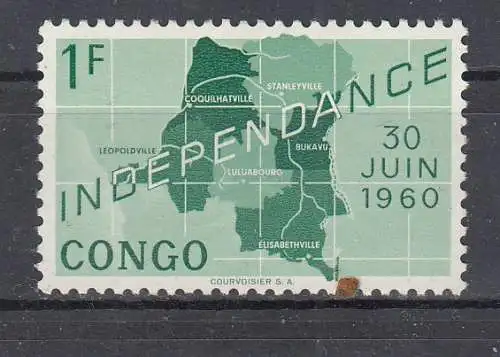 1F
STANLEYVILLE
COQUILHATVILLE
INDEPENDANCE
LEOPOLDVILLE
BUKAVU
LULUABOURG
30
JUIN
1960
ELISABETHVILLE
CONGO
COURVOISIER S.A.